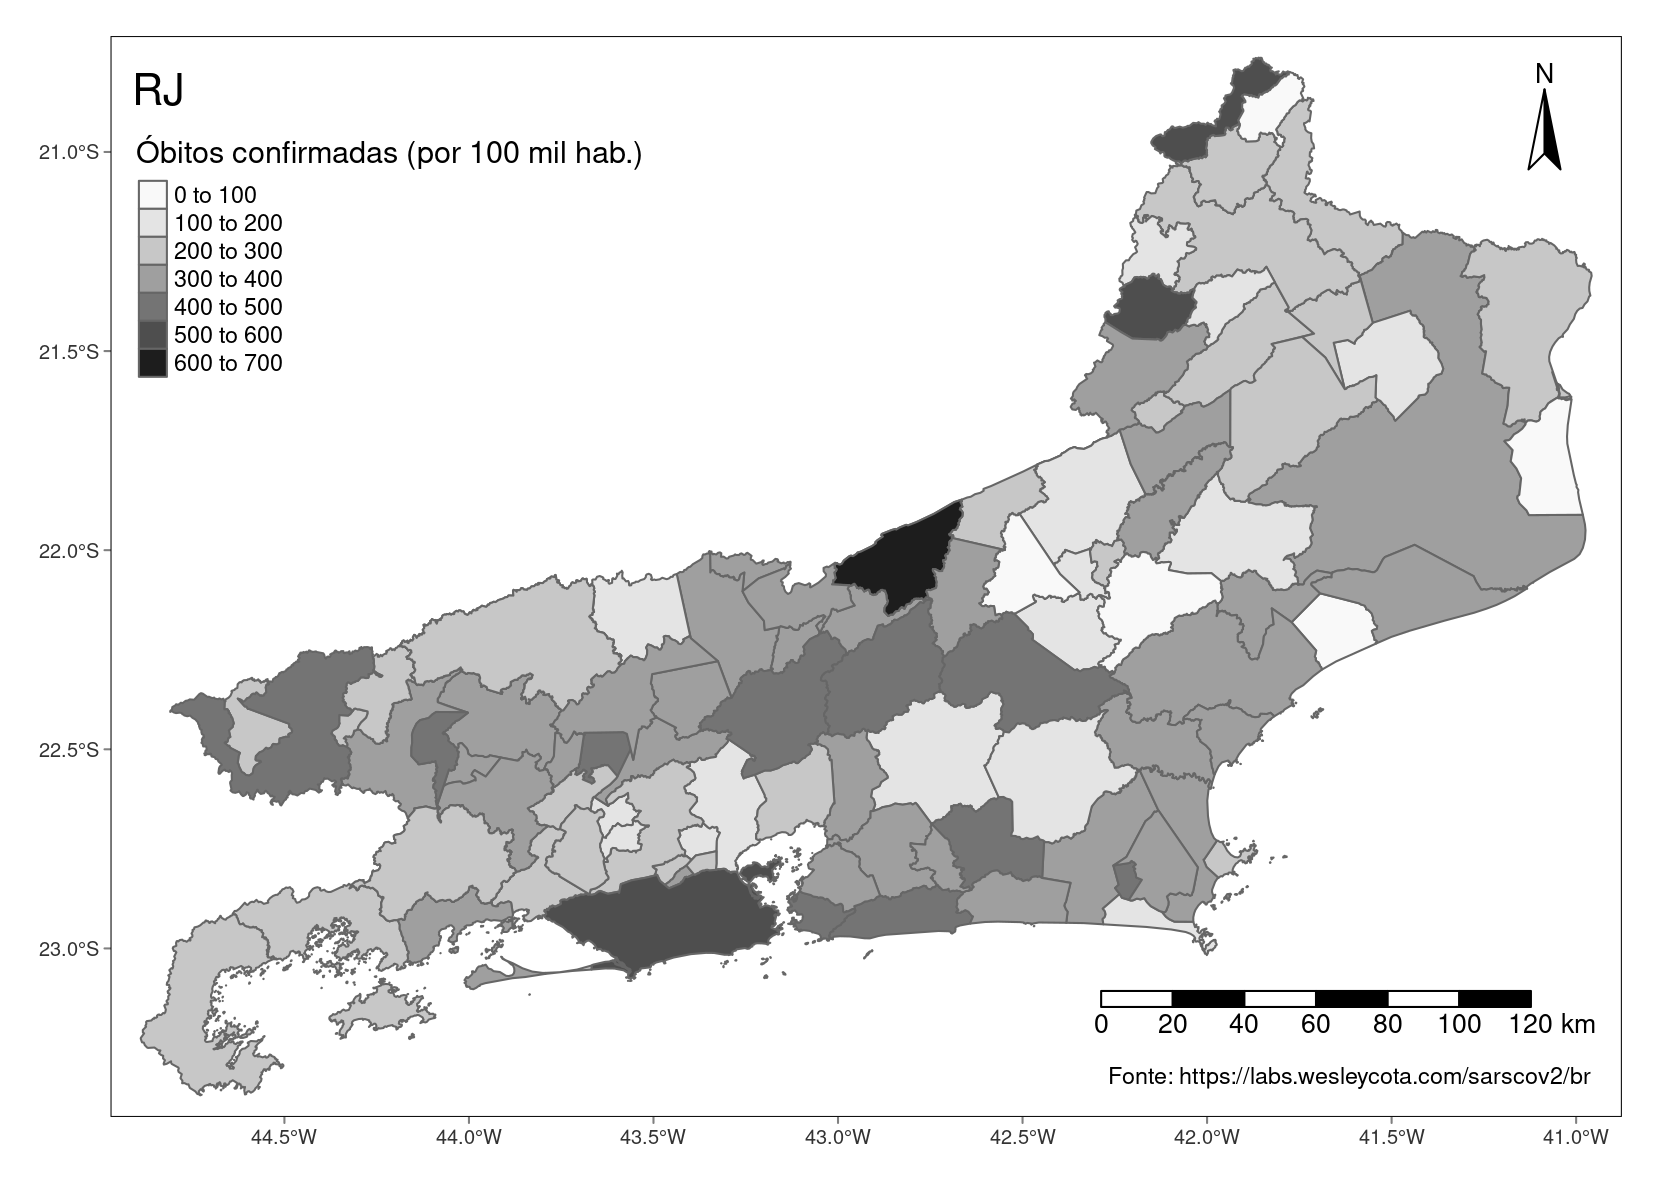 RJ
N
Óbitos confirmadas (por 100 mil hab.)
0 to 100
100 to 200
200 to 300
300 to 400
400 to 500
500 to 600
600 to 700
21.0°S
21.5°S
22.0°S
22.5°S
23.0°S
0 20 40 60 80 100 120 km
Fonte: https://labs.wesleycota.com/sarscov2/br
44.5°W 44.0°W 43.5°W 43.0°W 42.5°W 42.0°W 41.5°W 41.0°W